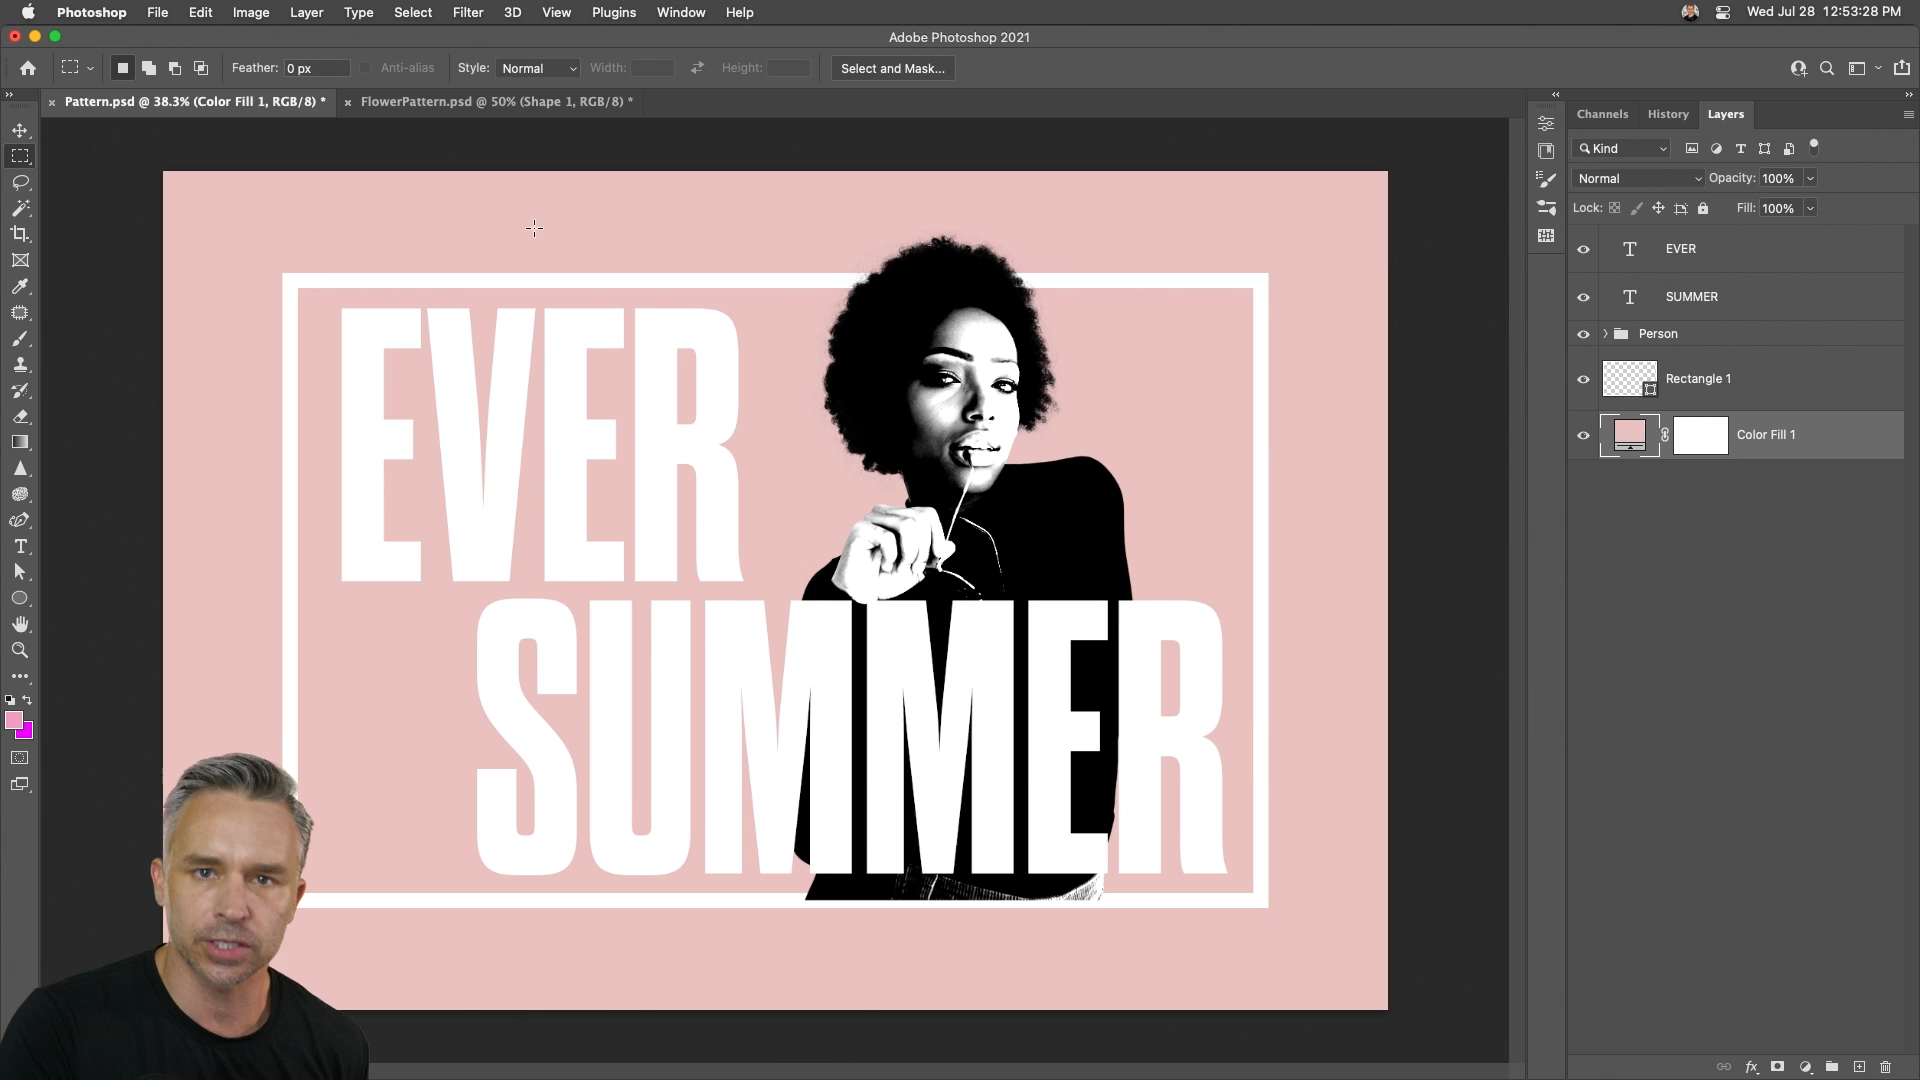 Photoshop File Edit Image Layer Type Select Filter 3D View Plugins Window Help Wed Jul 28 12:53:28 PM
Adobe Photoshop 2021
Feather: 0 px Anti-alias Style: Normal Width: Height: Select and Mask...
Pattern.psd @ 38.3% (Color Fill 1, RGB/8) * FlowerPattern.psd @ 50% (Shape 1, RGB/8) *
Channels History Layers
Kind
Normal Opacity: 100%
Lock: Fill: 100%
EVER
SUMMER
Person
Rectangle 1
Color Fill 1
EVER
SUMMER